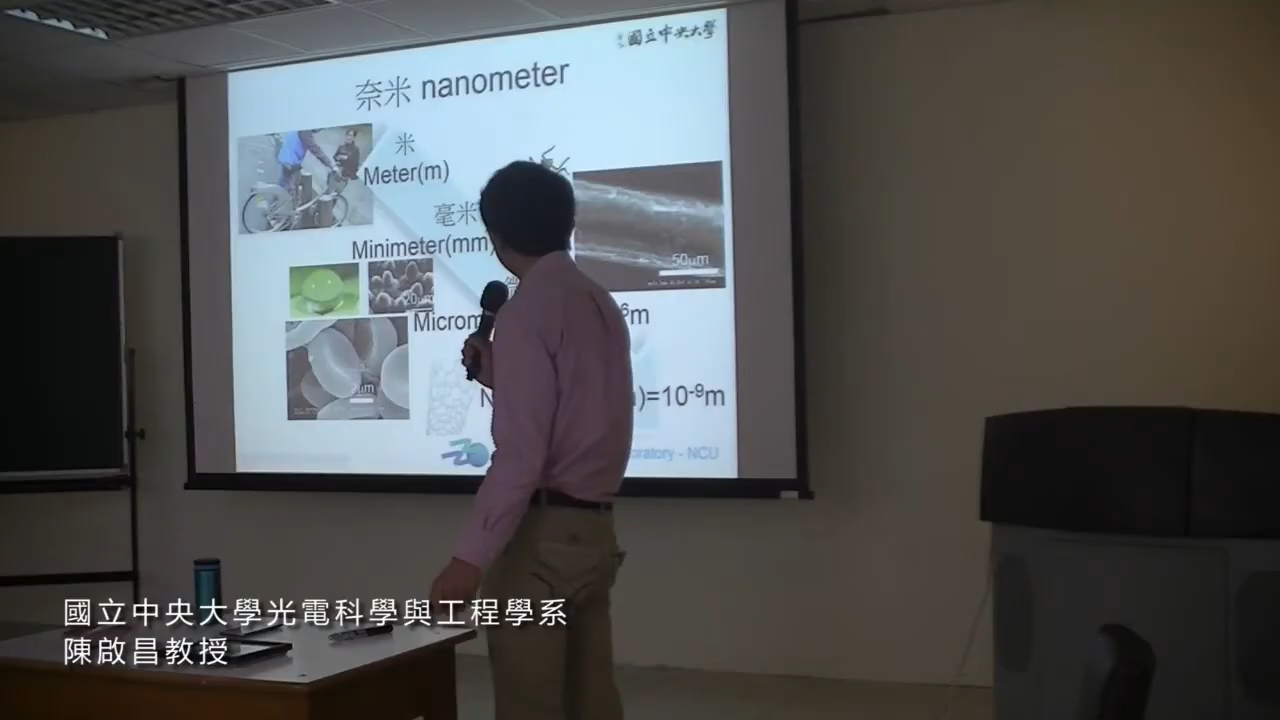 國立中央大學
奈米 nanometer
米
Meter(m)
毫米
Minimeter(mm)
50μm
20μm
Microm
⁶m
μm
N
)=10⁻⁹m
oratory - NCU
國立中央大學光電科學與工程學系
陳啟昌教授